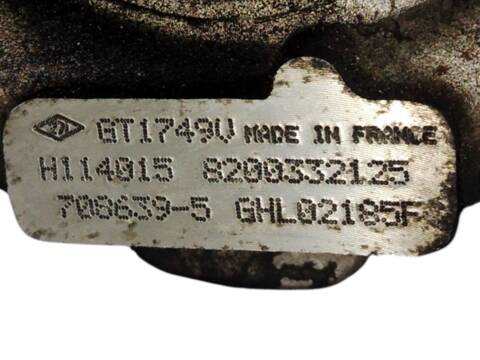 GT1749V MADE IN FRANCE
H114015 8200332125
708639-5 GHL02185F